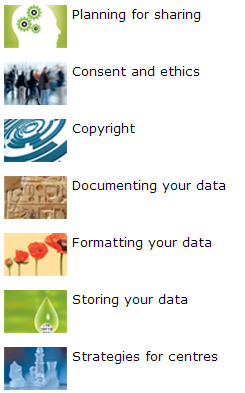 Planning for sharing
Consent and ethics
Copyright
Documenting your data
Formatting your data
Storing your data
Strategies for centres